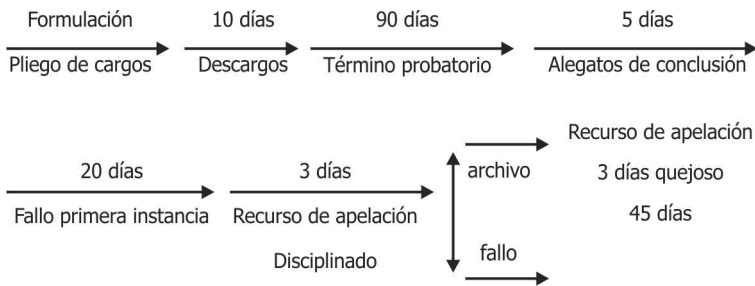 Formulación
10 días
90 días
5 días
Pliego de cargos
Descargos
Término probatorio
Alegatos de conclusión
20 días
Fallo primera instancia
3 días
Recurso de apelación
Disciplinado
archivo
Recurso de apelación
3 días quejoso
45 días
fallo